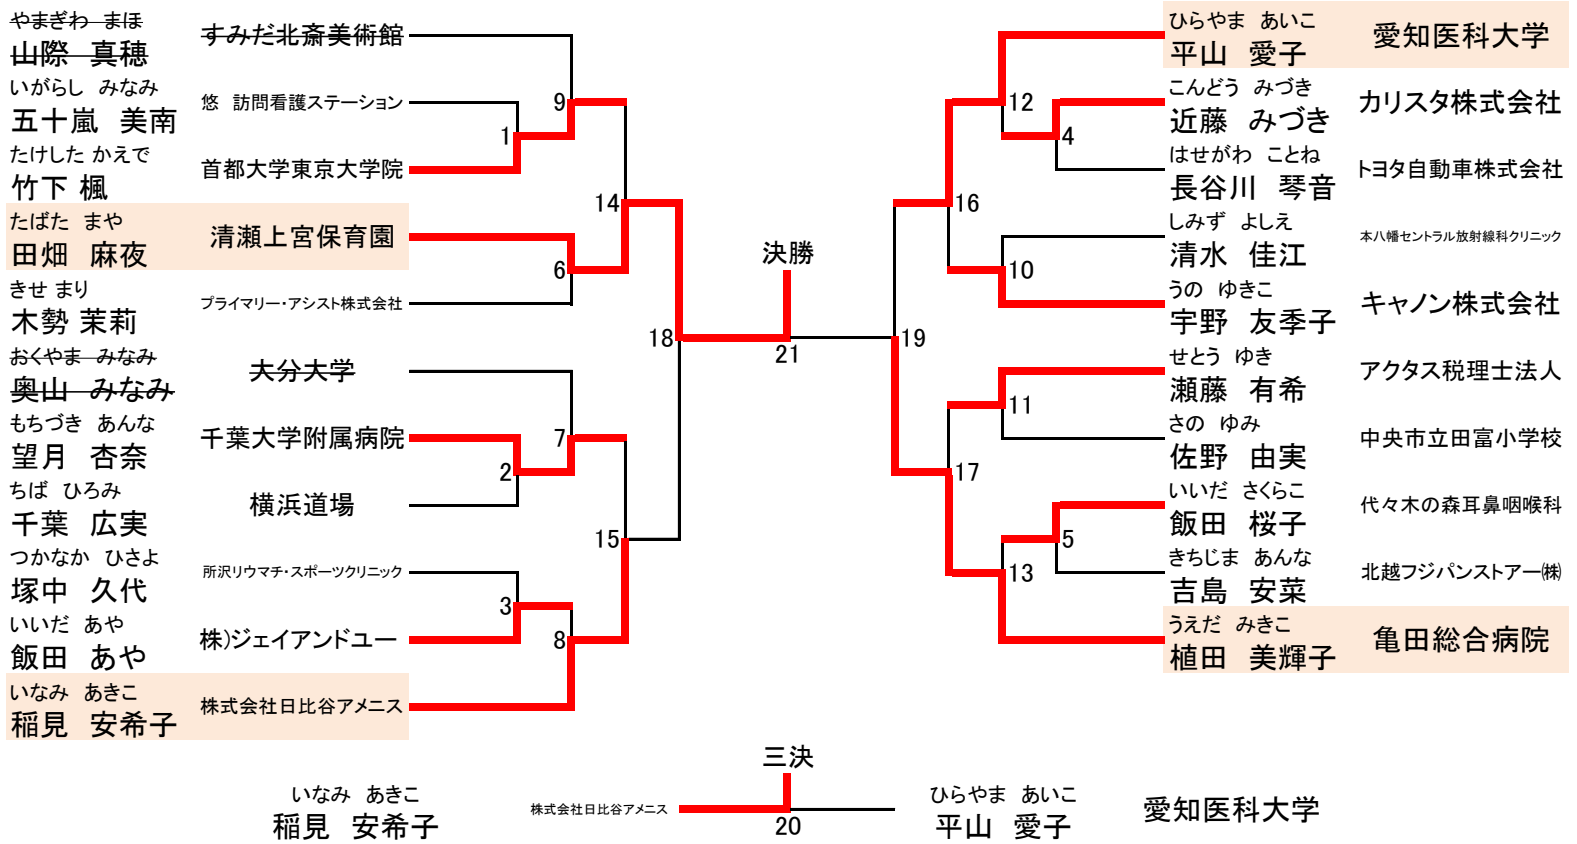 やまぎわ まほ
山際 真穂 すみだ北斎美術館
いがらし みなみ
五十嵐 美南 悠 訪問看護ステーション
たけした かえで
竹下 楓 首都大学東京大学院
たばた まや
田畑 麻夜 清瀬上宮保育園
きせ まり
木勢 茉莉 プライマリー・アシスト株式会社
おくやま みなみ
奥山 みなみ 大分大学
もちづき あんな
望月 杏奈 千葉大学附属病院
ちば ひろみ
千葉 広実 横浜道場
つかなか ひさよ
塚中 久代 所沢リウマチ・スポーツクリニック
いいだ あや
飯田 あや 株)ジェイアンドユー
いなみ あきこ
稲見 安希子 株式会社日比谷アメニス
9
1
14
6
18
7
2
15
3
8
決勝
21
12
4
16
10
19
11
17
5
13
ひらやま あいこ
平山 愛子 愛知医科大学
こんどう みづき
近藤 みづき カリスタ株式会社
はせがわ ことね
長谷川 琴音 トヨタ自動車株式会社
しみず よしえ
清水 佳江 本八幡セントラル放射線科クリニック
うの ゆきこ
宇野 友季子 キャノン株式会社
せとう ゆき
瀬藤 有希 アクタス税理士法人
さの ゆみ
佐野 由実 中央市立田富小学校
いいだ さくらこ
飯田 桜子 代々木の森耳鼻咽喉科
きちじま あんな
吉島 安菜 北越フジパンストアー㈱
うえだ みきこ
植田 美輝子 亀田総合病院
三決
いなみ あきこ
稲見 安希子 株式会社日比谷アメニス
20
ひらやま あいこ
平山 愛子 愛知医科大学